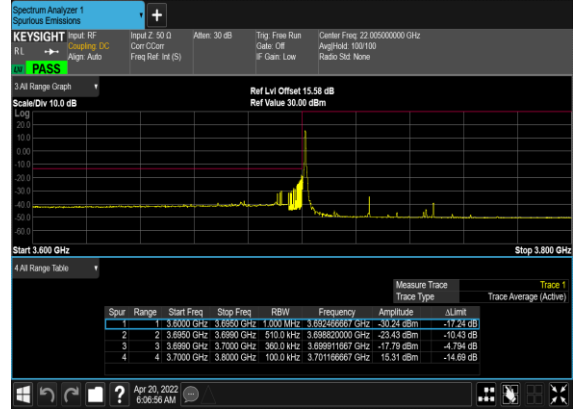 Spectrum Analyzer 1
Spurious Emissions
KEYSIGHT Input: RF Input Z: 50 Ω Atten: 30 dB Trig: Free Run Center Freq: 22.005000000 GHz
RL Coupling: DC Corr CCorr Gate: Off Avg|Hold: 100/100
Align: Auto Freq Ref: Int (S) IF Gain: Low Radio Std: None
PASS
3 All Range Graph
Ref Lvl Offset 15.58 dB
Scale/Div 10.0 dB Ref Value 30.00 dBm
Log
20.0
10.0
0.00
-10.0
-20.0
-30.0
-40.0
-50.0
-60.0
Start 3.600 GHz Stop 3.800 GHz
4 All Range Table
Measure Trace Trace 1
Trace Type Trace Average (Active)
Spur Range Start Freq Stop Freq RBW Frequency Amplitude ΔLimit
1 1 3.6000 GHz 3.6950 GHz 1.000 MHz 3.692466667 GHz -30.24 dBm -17.24 dB
2 2 3.6950 GHz 3.6990 GHz 510.0 kHz 3.698820000 GHz -23.43 dBm -10.43 dB
3 3 3.6990 GHz 3.7000 GHz 360.0 kHz 3.699911667 GHz -17.79 dBm -4.794 dB
4 4 3.7000 GHz 3.8000 GHz 100.0 kHz 3.701166667 GHz 15.31 dBm -14.69 dB
? Apr 20, 2022
6:06:56 AM